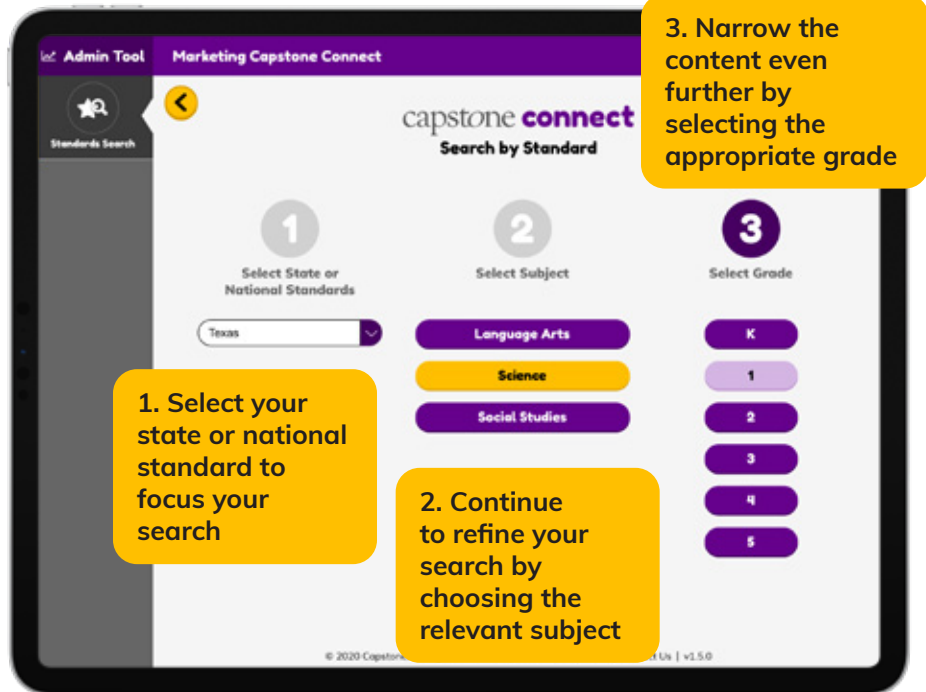 Admin Tool
Marketing Capstone Connect
Standards Search
capstone connect
Search by Standard
1
Select State or
National Standards
Texas
2
Select Subject
Language Arts
Science
Social Studies
3
Select Grade
K
1
2
3
4
5
1. Select your
state or national
standard to
focus your
search
2. Continue
to refine your
search by
choosing the
relevant subject
3. Narrow the
content even
further by
selecting the
appropriate grade
© 2020 Us | v1.5.0